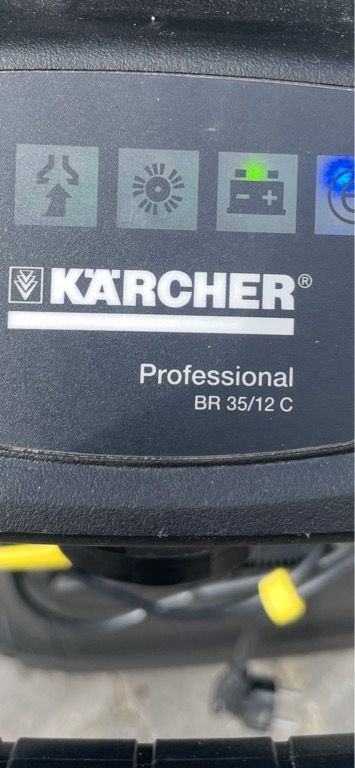 KÄRCHER®
Professional
BR 35/12 C